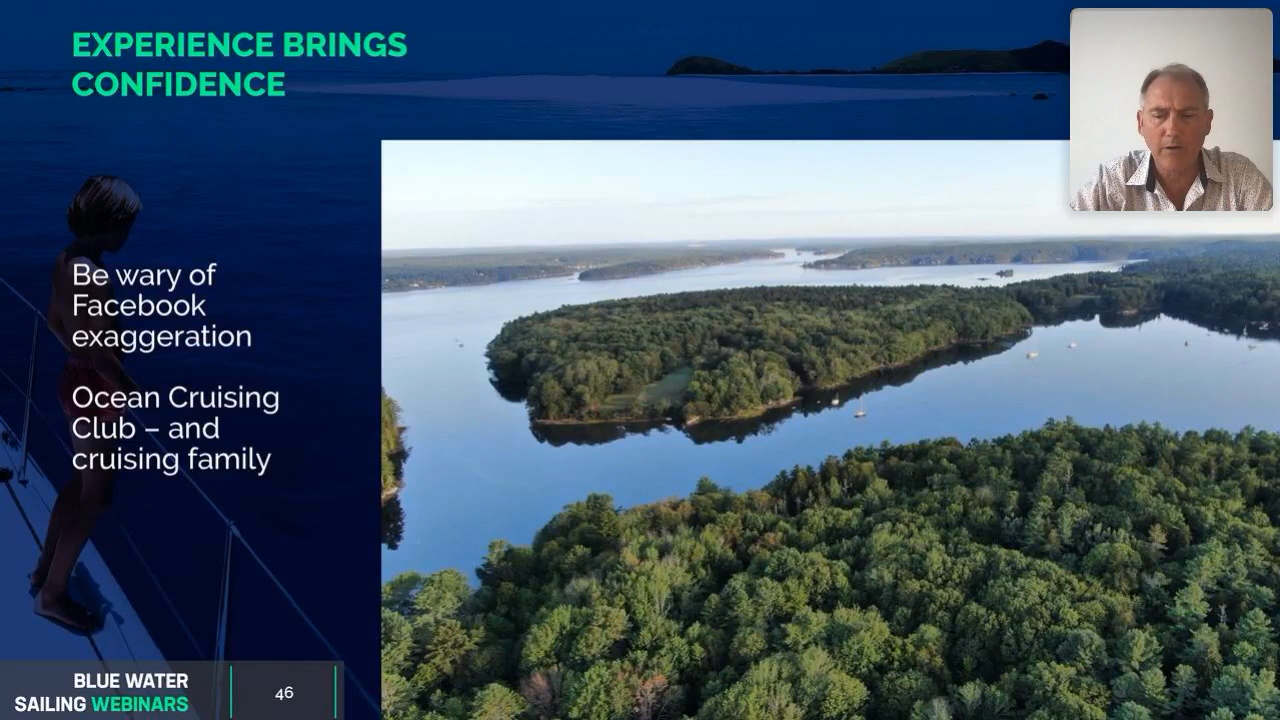 EXPERIENCE BRINGS
CONFIDENCE
Be wary of
Facebook
exaggeration
Ocean Cruising
Club – and
cruising family
BLUE WATER
SAILING WEBINARS
46